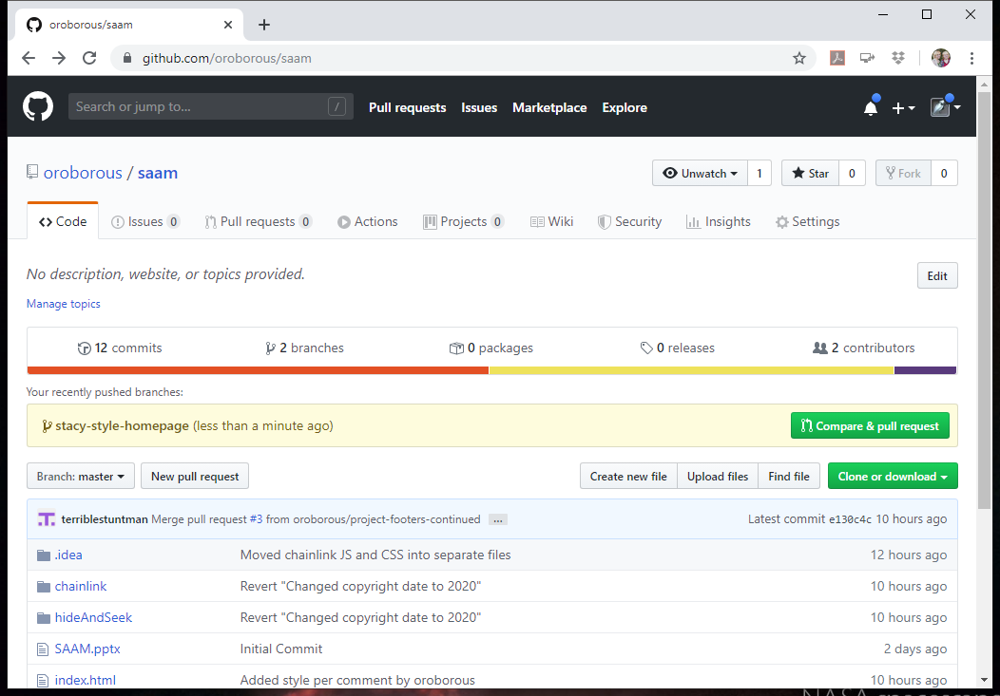 oroborous/saam
github.com/oroborous/saam
Search or jump to... / Pull requests Issues Marketplace Explore
oroborous / saam Unwatch 1 Star 0 Fork 0
Code Issues 0 Pull requests 0 Actions Projects 0 Wiki Security Insights Settings
No description, website, or topics provided. Edit
Manage topics
12 commits 2 branches 0 packages 0 releases 2 contributors
Your recently pushed branches:
stacy-style-homepage (less than a minute ago) Compare & pull request
Branch: master New pull request Create new file Upload files Find file Clone or download
terriblestuntman Merge pull request #3 from oroborous/project-footers-continued ... Latest commit e130c4c 10 hours ago
.idea Moved chainlink JS and CSS into separate files 12 hours ago
chainlink Revert "Changed copyright date to 2020" 10 hours ago
hideAndSeek Revert "Changed copyright date to 2020" 10 hours ago
SAAM.pptx Initial Commit 2 days ago
index.html Added style per comment by oroborous 10 hours ago